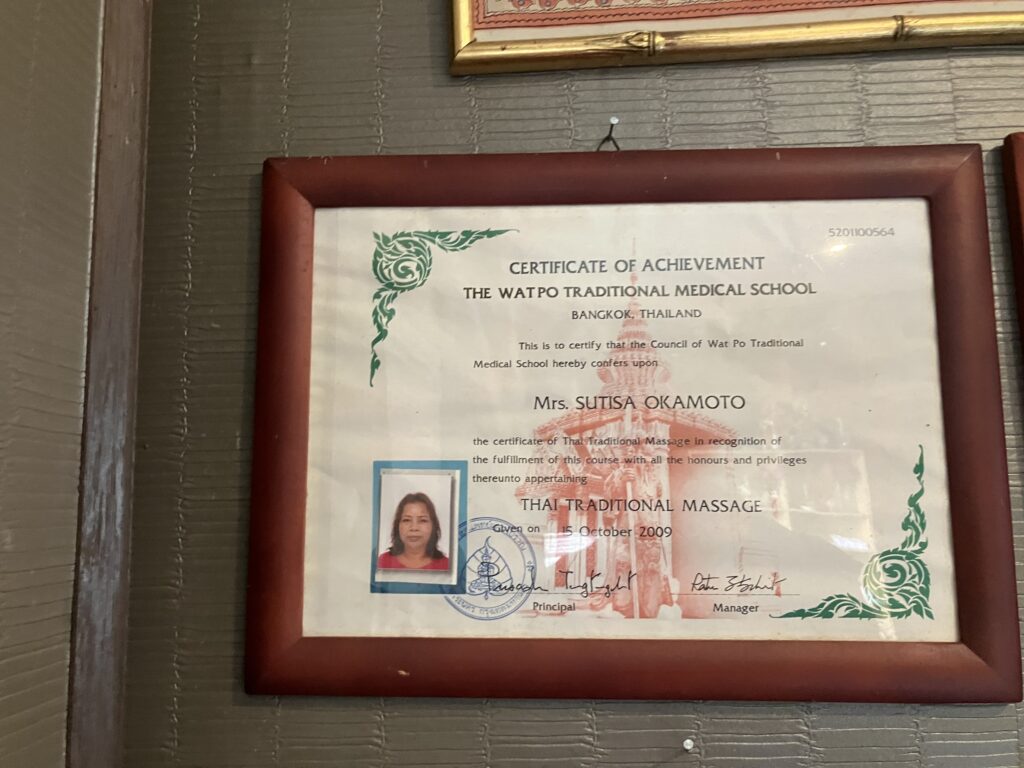 5201100564
CERTIFICATE OF ACHIEVEMENT
THE WAT PO TRADITIONAL MEDICAL SCHOOL
BANGKOK, THAILAND
This is to certify that the Council of Wat Po Traditional
Medical School hereby confers upon
Mrs. SUTISA OKAMOTO
the certificate of Thai Traditional Massage in recognition of
the fulfillment of this course with all the honours and privileges
thereunto appertaining
THAI TRADITIONAL MASSAGE
Given on 15 October 2009
Principal Manager